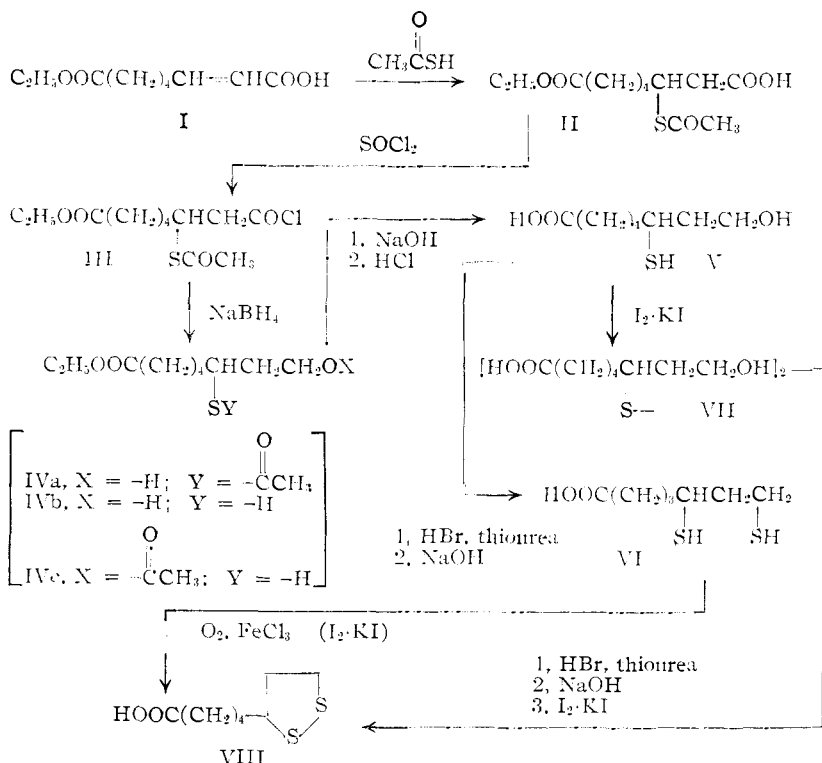 O
CH₃CSH
C₂H₅OOC(CH₂)₄CH=CHCOOH
I
C₂H₅OOC(CH₂)₄CHCH₂COOH
II
SCOCH₃
SOCl₂
C₂H₅OOC(CH₂)₄CHCH₂COCl
III
SCOCH₃
1. NaOH
2. HCl
HOOC(CH₂)₄CHCH₂CH₂OH
SH
V
NaBH₄
I₂·KI
C₂H₅OOC(CH₂)₄CHCH₂CH₂OX
SY
[HOOC(CH₂)₄CHCH₂CH₂OH]₂
S—
VII
O
IVa, X = -H; Y = -CCH₃
IVb, X = -H; Y = -H
O
IVc, X = -CCH₃; Y = -H
1, HBr, thiourea
2, NaOH
HOOC(CH₂)₃CHCH₂CH₂
SH SH
VI
O₂, FeCl₃ (I₂·KI)
1, HBr, thiourea
2, NaOH
3. I₂·KI
HOOC(CH₂)₄
S
S
VIII